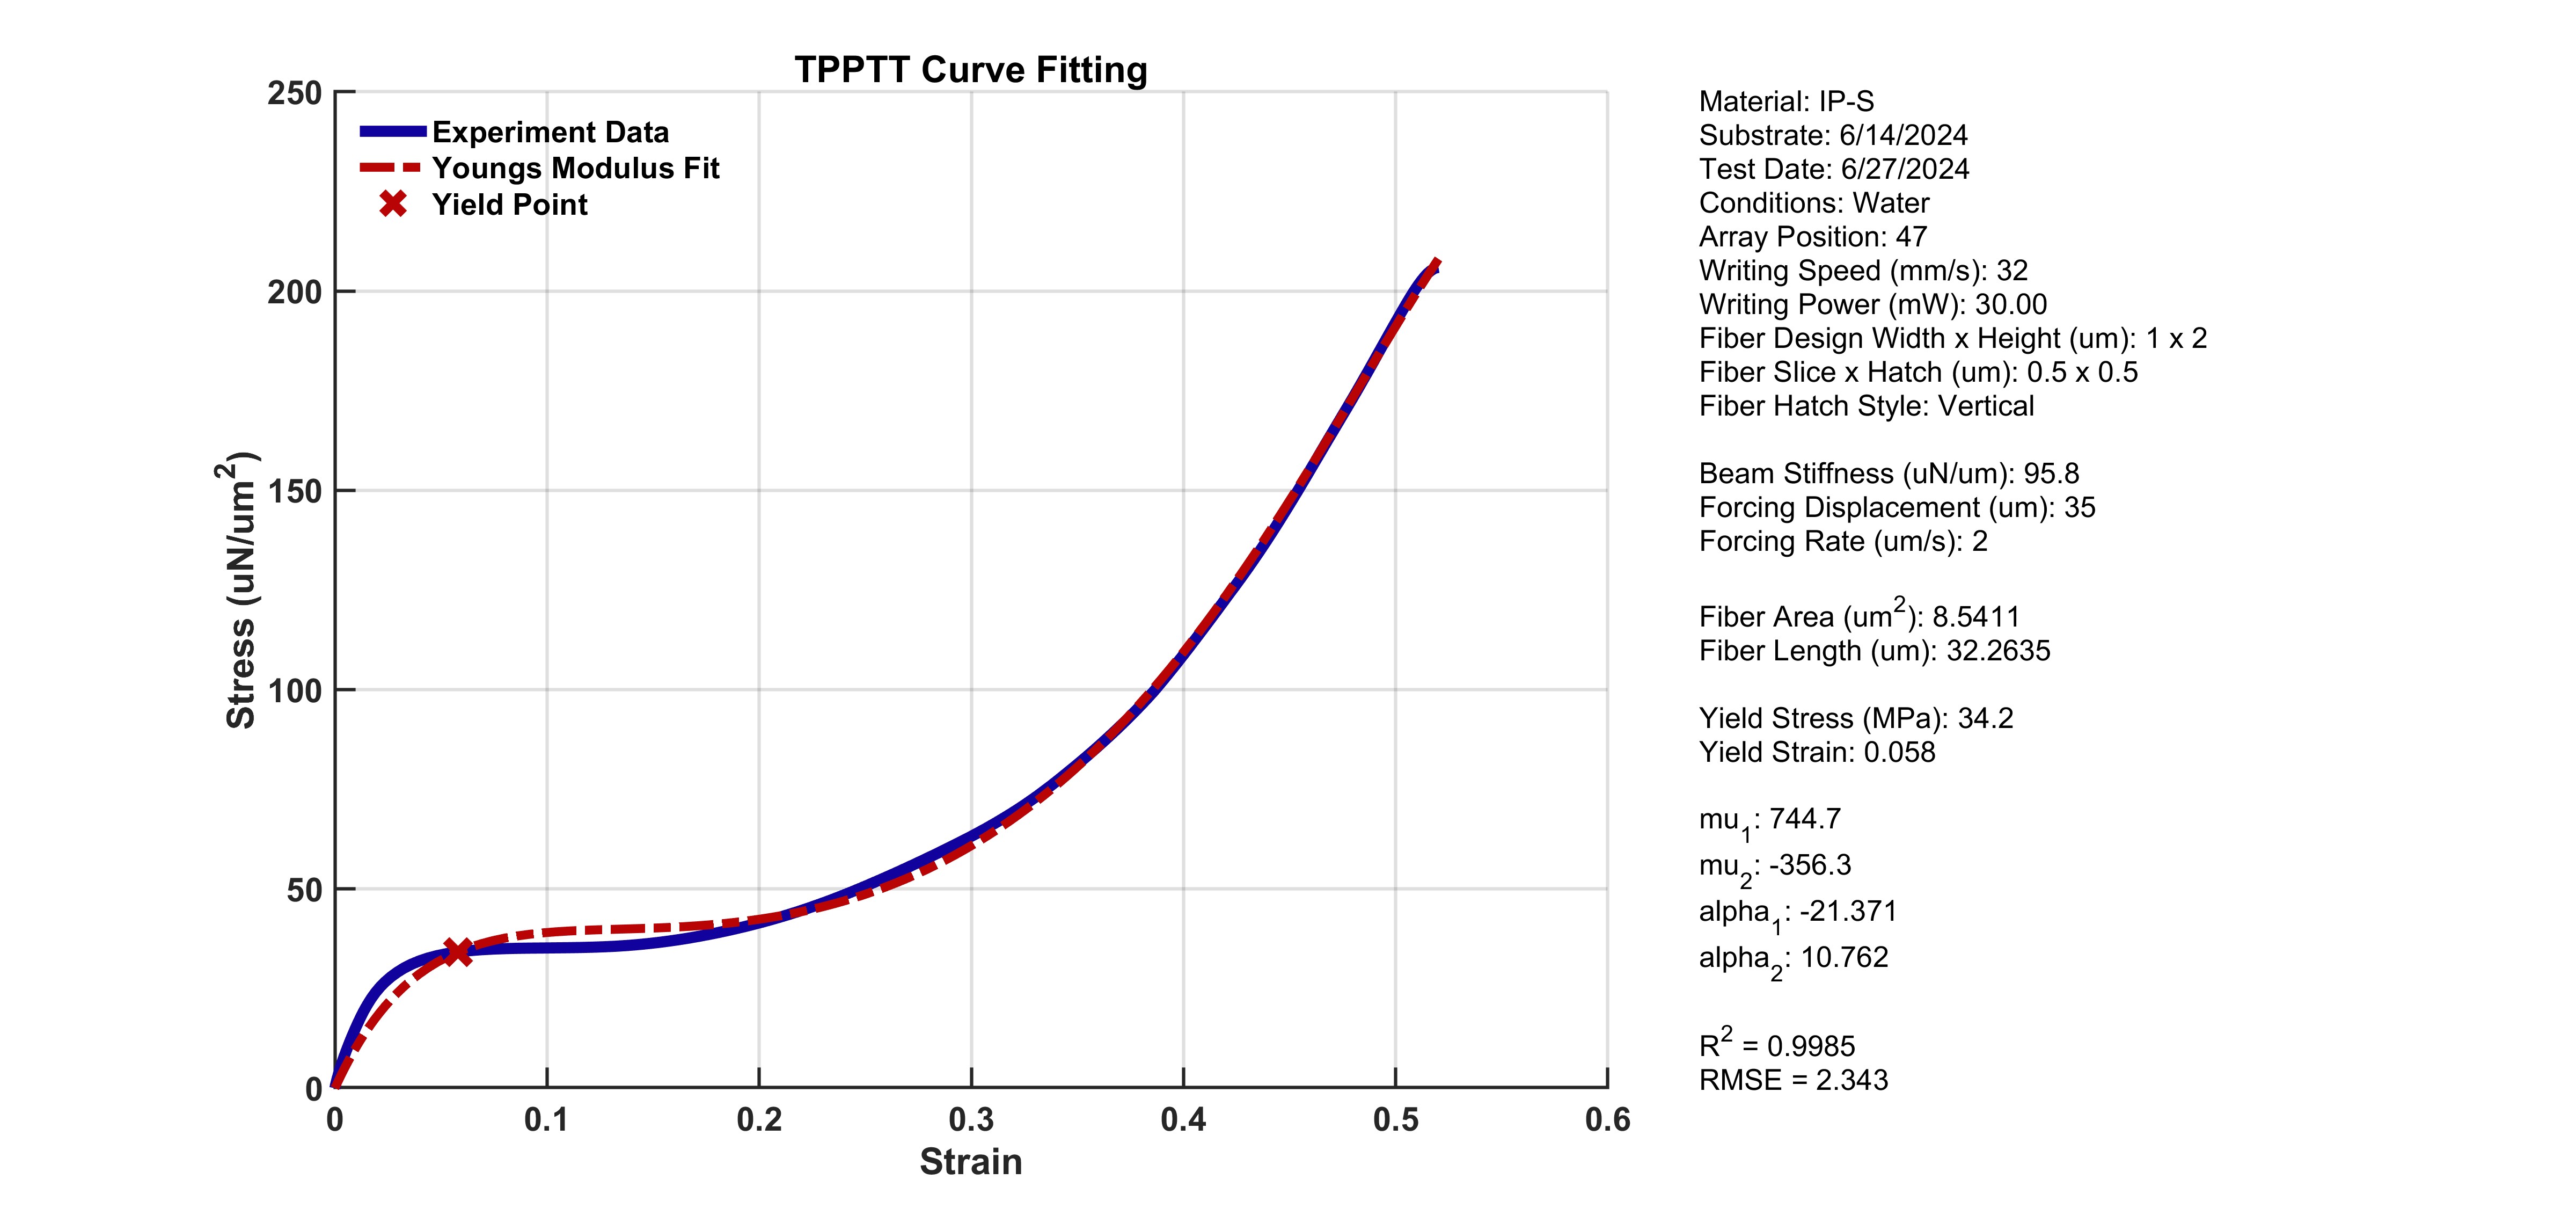 TPPTT Curve Fitting
Experiment Data
Youngs Modulus Fit
Yield Point
Stress (uN/um²)
250
200
150
100
50
0
0 0.1 0.2 0.3 0.4 0.5 0.6
Strain
Material: IP-S
Substrate: 6/14/2024
Test Date: 6/27/2024
Conditions: Water
Array Position: 47
Writing Speed (mm/s): 32
Writing Power (mW): 30.00
Fiber Design Width x Height (um): 1 x 2
Fiber Slice x Hatch (um): 0.5 x 0.5
Fiber Hatch Style: Vertical
Beam Stiffness (uN/um): 95.8
Forcing Displacement (um): 35
Forcing Rate (um/s): 2
Fiber Area (um²): 8.5411
Fiber Length (um): 32.2635
Yield Stress (MPa): 34.2
Yield Strain: 0.058
mu₁: 744.7
mu₂: -356.3
alpha₁: -21.371
alpha₂: 10.762
R² = 0.9985
RMSE = 2.343